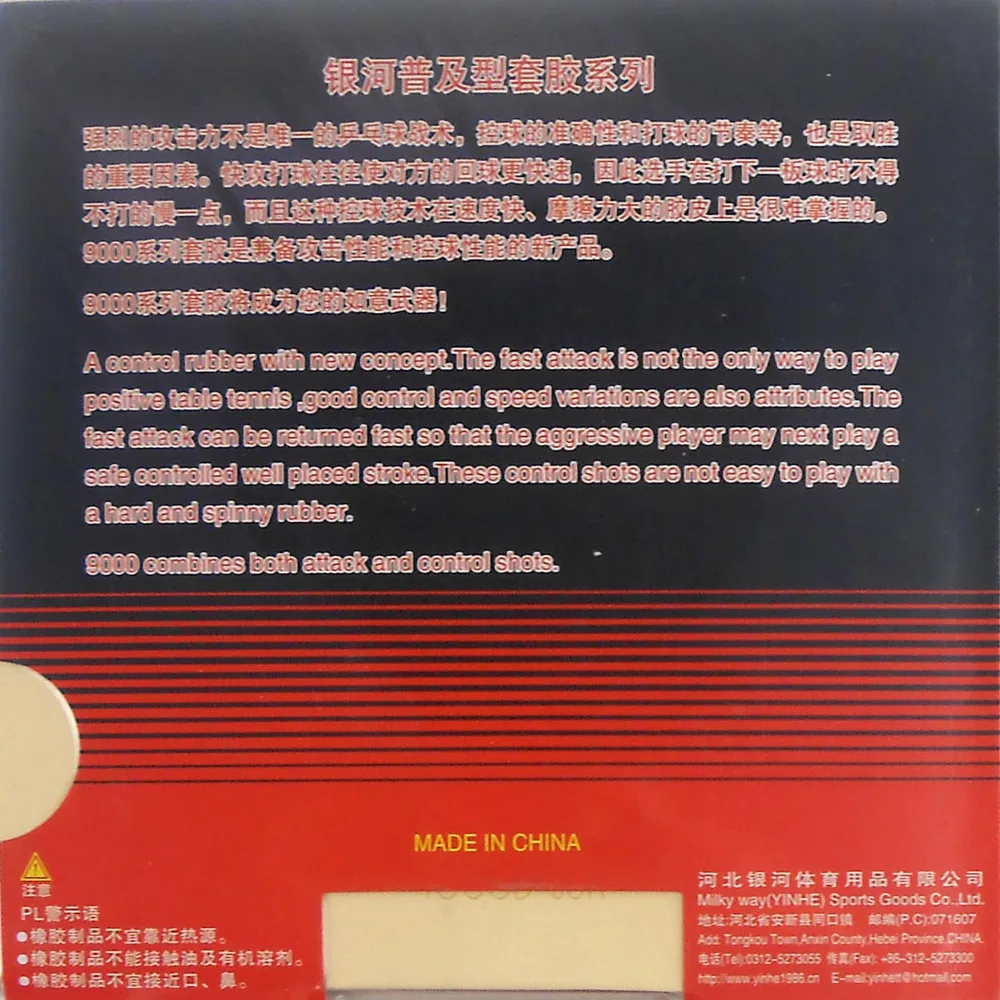 银河普及型套胶系列
强烈的攻击力不是唯一的乒乓球战术，控球的准确性和打球的节奏等，也是取胜
的重要因素。快攻打球往往使对方的回球更快速，因此选手在打下一板球时不得
不打的慢一点，而且这种控球技术在速度快、摩擦力大的胶皮上是很难掌握的。
9000系列套胶是兼备攻击性能和控球性能的新产品。
9000系列套胶将成为您的如意武器！
A control rubber with new concept.The fast attack is not the only way to play
positive table tennis ,good control and speed variations are also attributes.The
fast attack can be returned fast so that the aggressive player may next play a
safe controlled well placed stroke.These control shots are not easy to play with
a hard and spinny rubber.
9000 combines both attack and control shots.
MADE IN CHINA
注意
PL警示语
●橡胶制品不宜靠近热源。
●橡胶制品不能接触油及有机溶剂。
●橡胶制品不宜接近口、鼻。
河北银河体育用品有限公司
Milky way(YINHE) Sports Goods Co.,Ltd.
地址:河北省安新县同口镇 邮编(P.C):071607
Add: Tongkou Town,Anxin County,Hebei Province.CHINA.
电话(Tel):0312-5273055 传真(Fax): +86-312-5273300
http://www.yinhe1986.cn E-mail:yinhett@hotmail.com